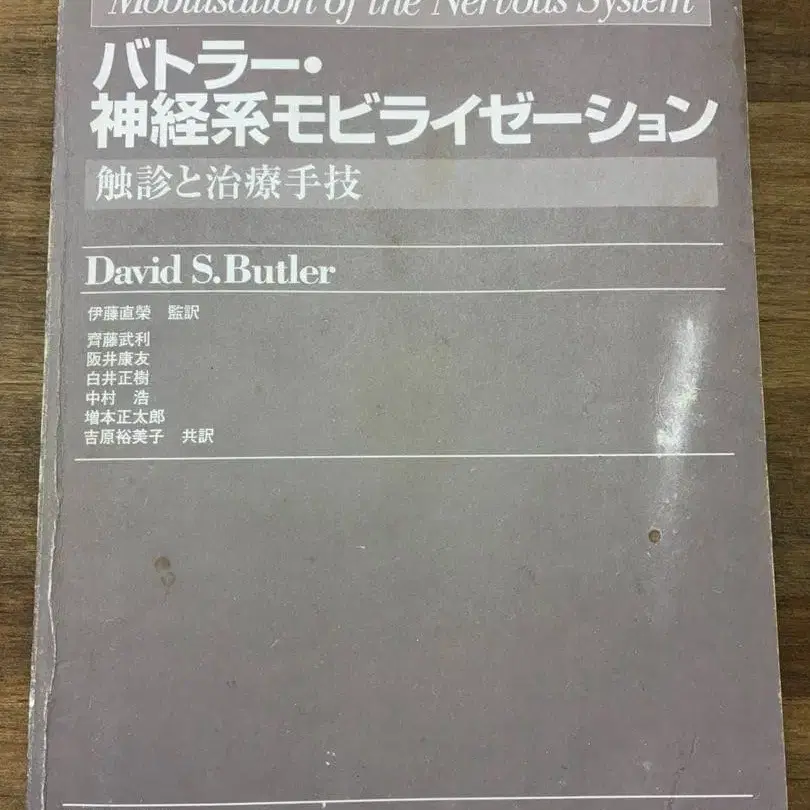 Mobilisation of the Nervous System
バトラー・
神経系モビライゼーション
触診と治療手技
David S.Butler
伊藤直榮　監訳
齊藤武利
阪井康友
白井正樹
中村　浩
増本正太郎
吉原裕美子　共訳